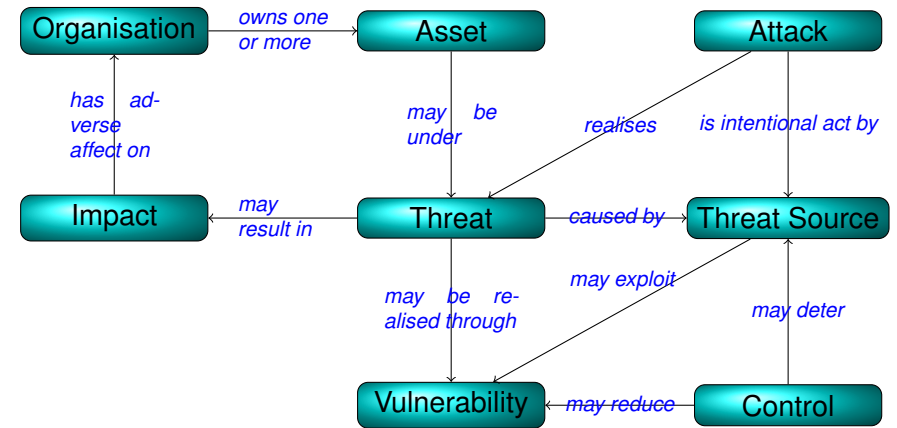 Organisation
owns one
or more
Asset
Attack
has ad-
verse
affect on
may be
under
realises
is intentional act by
Impact
may
result in
Threat
caused by
Threat Source
may be re-
alised through
may exploit
may deter
Vulnerability
may reduce
Control